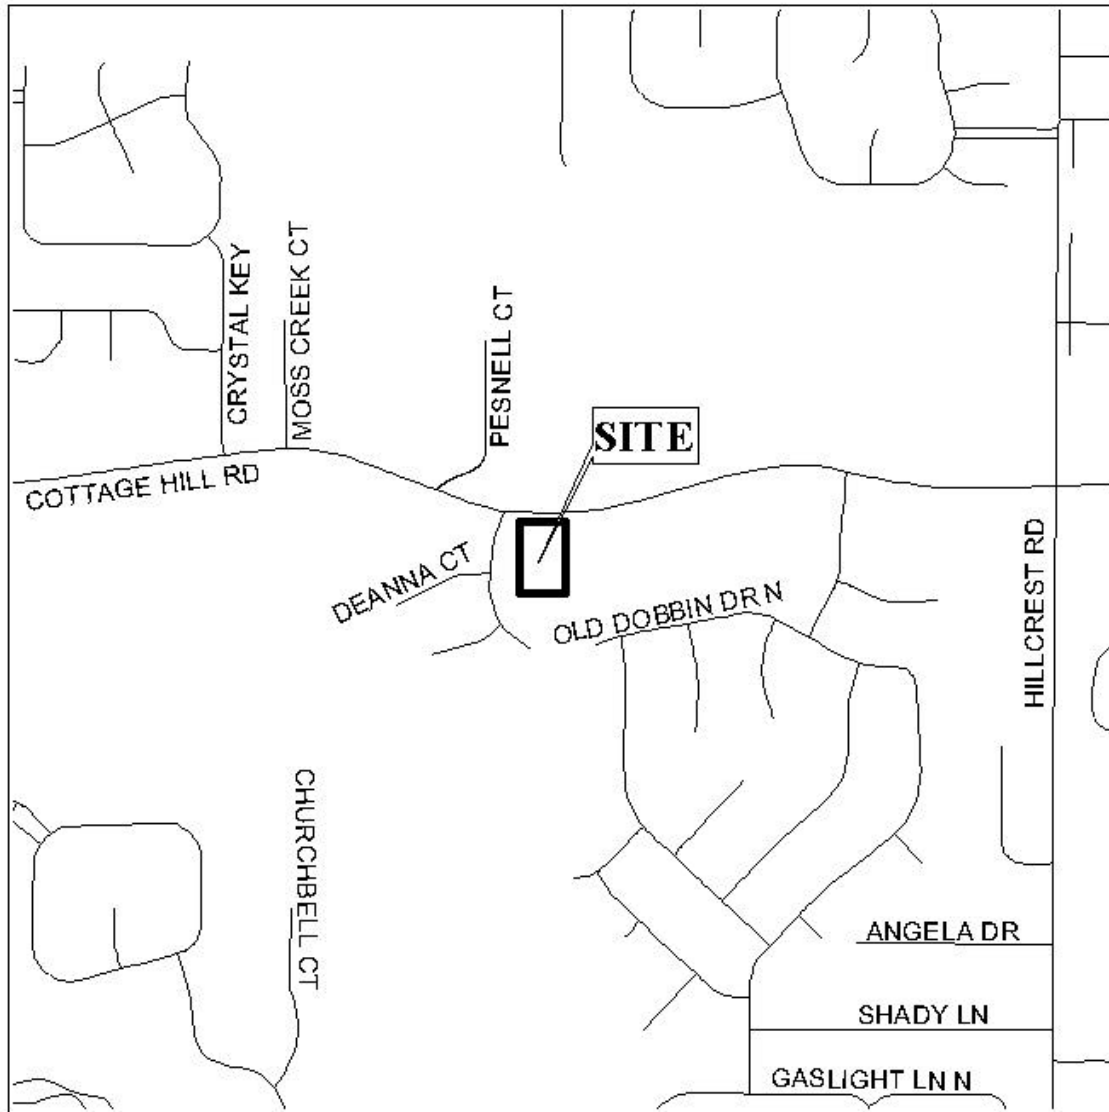 CRYSTAL KEY
MOSS CREEK CT
PESNELL CT
SITE
COTTAGE HILL RD
DEANNA CT
OLD DOBBIN DR N
HILLCREST RD
CHURCHBELL CT
ANGELA DR
SHADY LN
GASLIGHT LN N